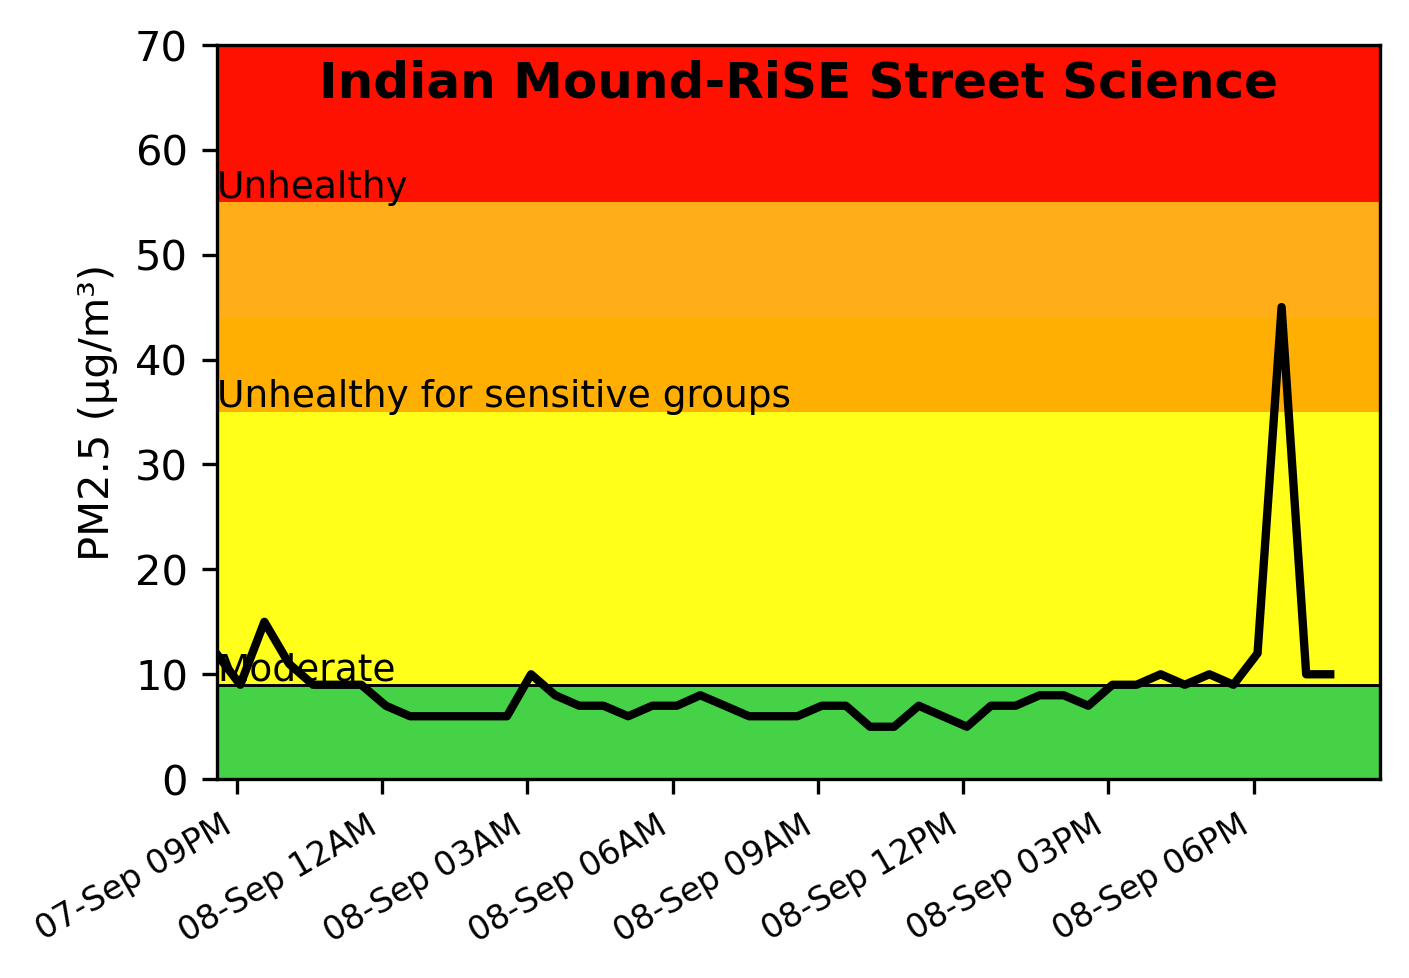 Indian Mound-RiSE Street Science
70
60
50
40
30
20
10
0
PM2.5 (µg/m³)
Unhealthy
Unhealthy for sensitive groups
Moderate
07-Sep 09PM
08-Sep 12AM
08-Sep 03AM
08-Sep 06AM
08-Sep 09AM
08-Sep 12PM
08-Sep 03PM
08-Sep 06PM